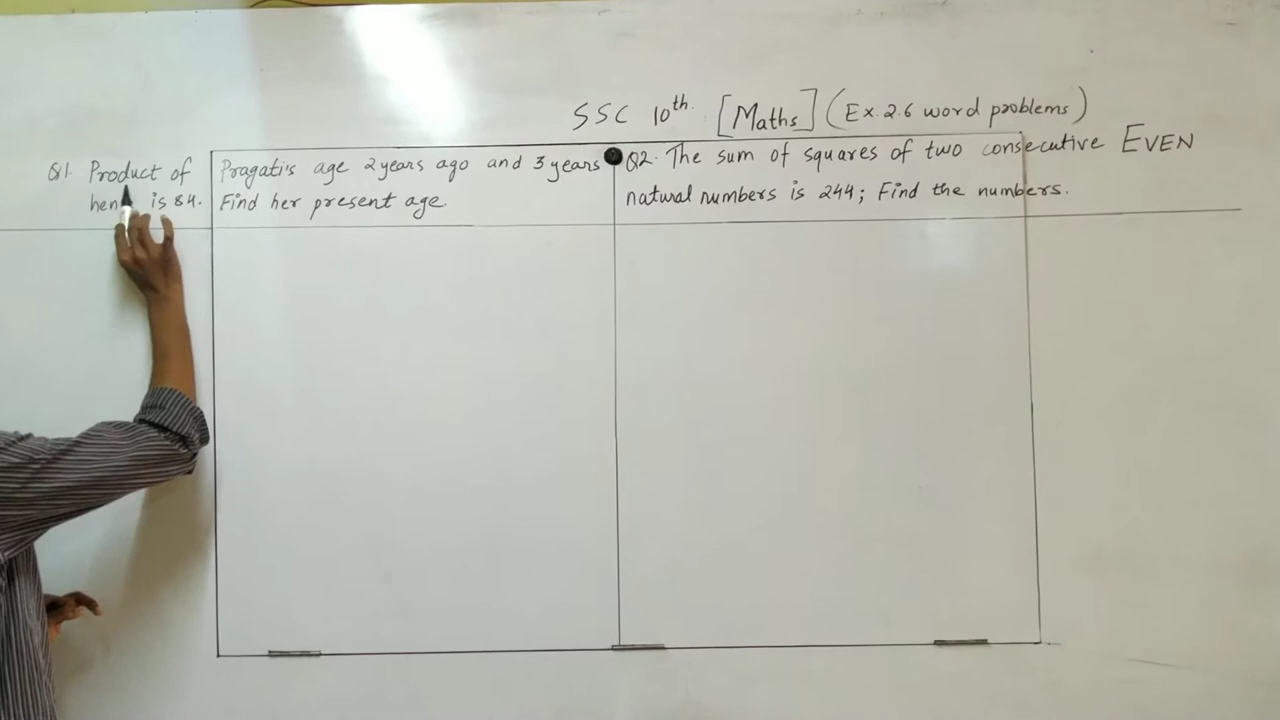 SSC 10th. [Maths] (Ex. 2.6 word problems)
Q1. Product of Pragati's age 2 years ago and 3 years
hen is 84. Find her present age.
Q2. The sum of squares of two consecutive EVEN
natural numbers is 244; Find the numbers.